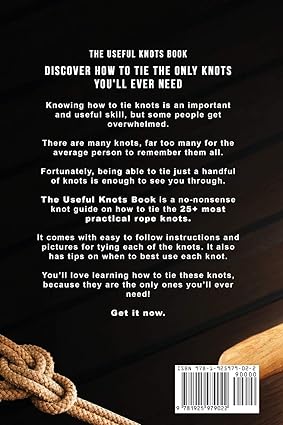 THE USEFUL KNOTS BOOK
DISCOVER HOW TO TIE THE ONLY KNOTS
YOU'LL EVER NEED
Knowing how to tie knots is an important
and useful skill, but some people get
overwhelmed.
There are many knots, far too many for the
average person to remember them all.
Fortunately, being able to tie just a handful
of knots is enough to see you through.
The Useful Knots Book is a no-nonsense
knot guide on how to tie the 25+ most
practical rope knots.
It comes with easy to follow instructions and
pictures for tying each of the knots. It also
has tips on when to best use each knot.
You'll love learning how to tie these knots,
because they are the only ones you'll ever
need!
Get it now.
ISBN 978-1-925979-02-2
90000
9 781925 979022